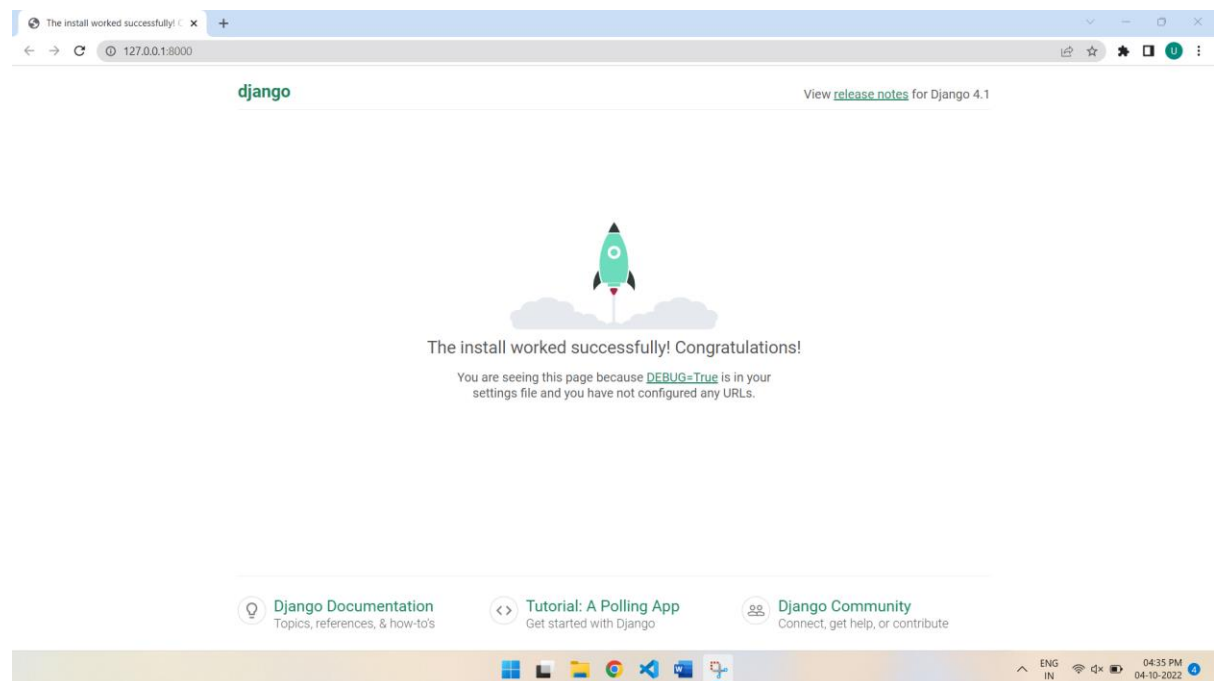 The install worked successfully! C
127.0.0.1:8000
U
django
View release notes for Django 4.1
The install worked successfully! Congratulations!
You are seeing this page because DEBUG=True is in your
settings file and you have not configured any URLs.
Django Documentation
Topics, references, & how-to's
Tutorial: A Polling App
Get started with Django
Django Community
Connect, get help, or contribute
ENG
IN
04:35 PM
04-10-2022
4